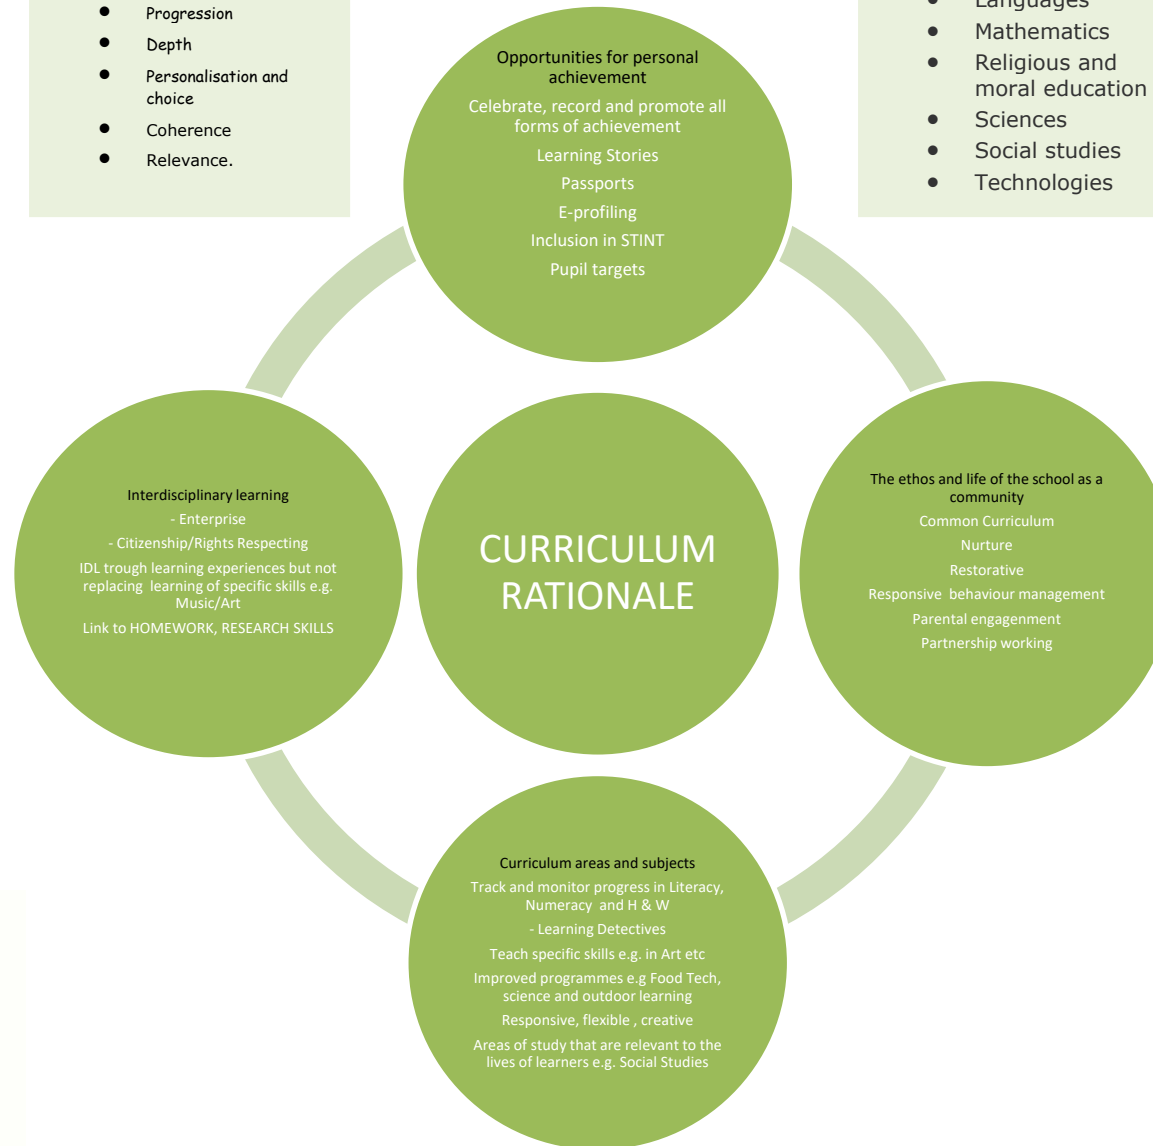 Progression
Depth
Personalisation and
choice
Coherence
Relevance.
Languages
Mathematics
Religious and
moral education
Sciences
Social studies
Technologies
Opportunities for personal
achievement
Celebrate, record and promote all
forms of achievement
Learning Stories
Passports
E-profiling
Inclusion in STINT
Pupil targets
Interdisciplinary learning
- Enterprise
- Citizenship/Rights Respecting
IDL trough learning experiences but not
replacing learning of specific skills e.g.
Music/Art
Link to HOMEWORK, RESEARCH SKILLS
CURRICULUM
RATIONALE
The ethos and life of the school as a
community
Common Curriculum
Nurture
Restorative
Responsive behaviour management
Parental engagenment
Partnership working
Curriculum areas and subjects
Track and monitor progress in Literacy,
Numeracy and H & W
- Learning Detectives
Teach specific skills e.g. in Art etc
Improved programmes e.g Food Tech,
science and outdoor learning
Responsive, flexible , creative
Areas of study that are relevant to the
lives of learners e.g. Social Studies